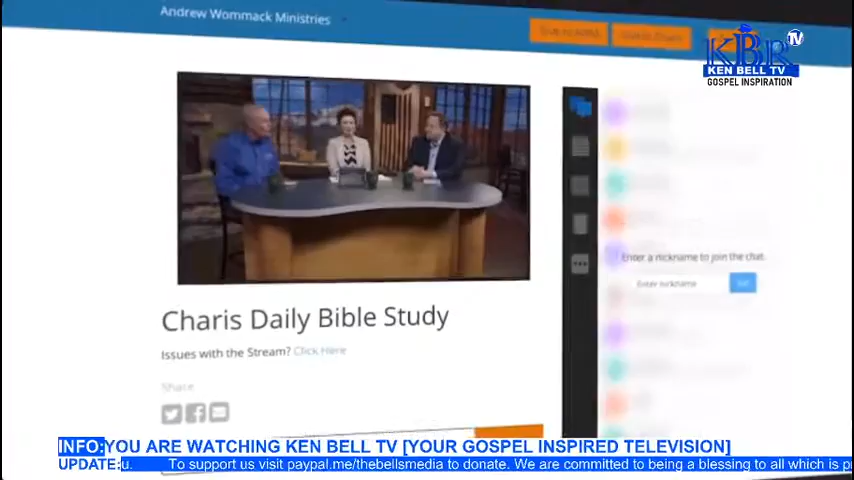 Andrew Wommack Ministries
KBR TV
KEN BELL TV
GOSPEL INSPIRATION
Enter a nickname to join the chat.
Enter nickname
Charis Daily Bible Study
Issues with the Stream? Click Here
Share
INFO: YOU ARE WATCHING KEN BELL TV [YOUR GOSPEL INSPIRED TELEVISION]
UPDATE: u. To support us visit paypal.me/thebellsmedia to donate. We are committed to being a blessing to all which is pr